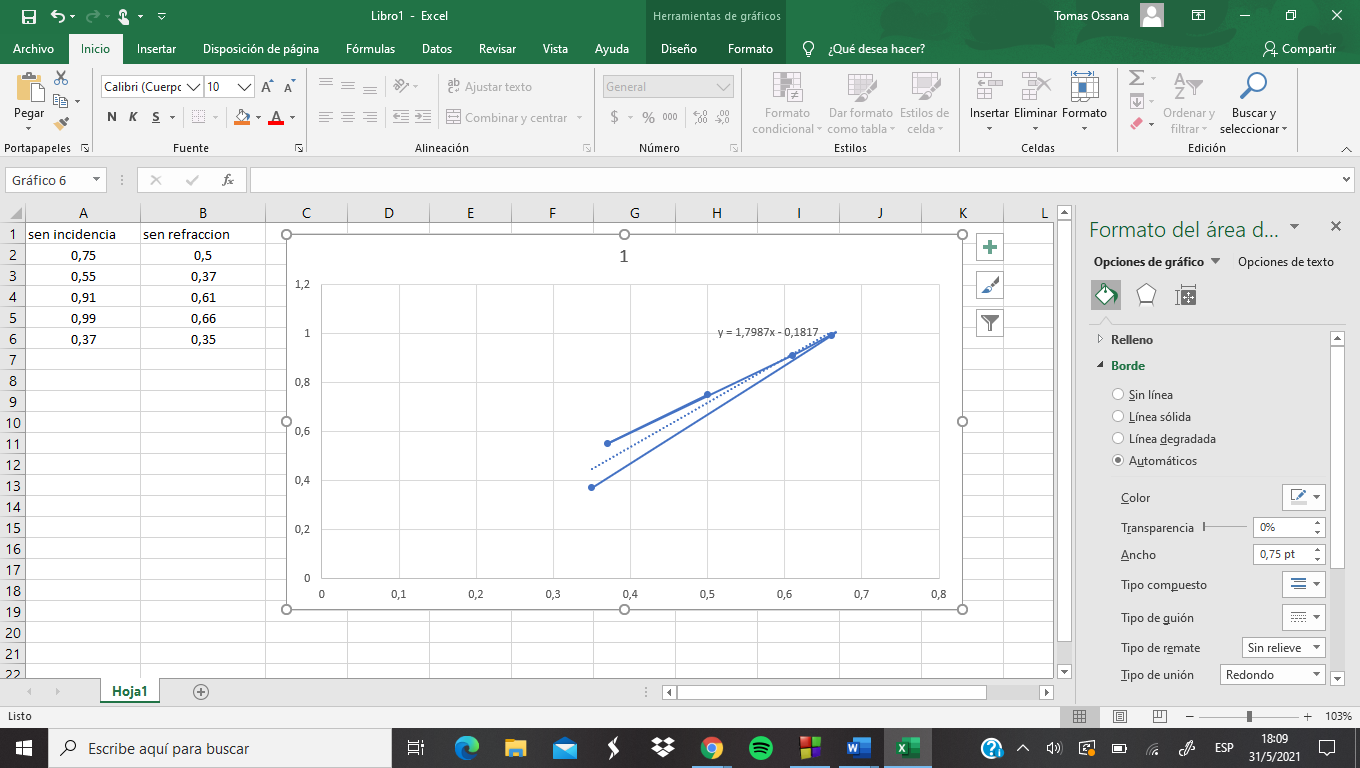 Libro1 - Excel
Herramientas de gráficos
Tomas Ossana
Archivo Inicio Insertar Disposición de página Fórmulas Datos Revisar Vista Ayuda Diseño Formato ¿Qué desea hacer? Compartir
Pegar
Calibri (Cuerpc 10 A A
N K S A
ab Ajustar texto
Combinar y centrar
General
$ % 000
Formato condicional
Dar formato como tabla
Estilos de celda
Insertar Eliminar Formato
Ordenar y filtrar
Buscar y seleccionar
Portapapeles Fuente Alineación Número Estilos Celdas Edición
Gráfico 6 fx
A B C D E F G H I J K L
1 sen incidencia sen refraccion
2 0,75 0,5
3 0,55 0,37
4 0,91 0,61
5 0,99 0,66
6 0,37 0,35
7
8
9
10
11
12
13
14
15
16
17
18
19
20
21
22
1
1,2
1
0,8
0,6
0,4
0,2
0
y = 1,7987x - 0,1817
0 0,1 0,2 0,3 0,4 0,5 0,6 0,7 0,8
Formato del área d...
Opciones de gráfico Opciones de texto
Relleno
Borde
Sin línea
Línea sólida
Línea degradada
Automáticos
Color
Transparencia 0%
Ancho 0,75 pt
Tipo compuesto
Tipo de guión
Tipo de remate Sin relieve
Tipo de unión Redondo
Hoja1
Listo
103%
Escribe aquí para buscar
ESP
18:09
31/5/2021